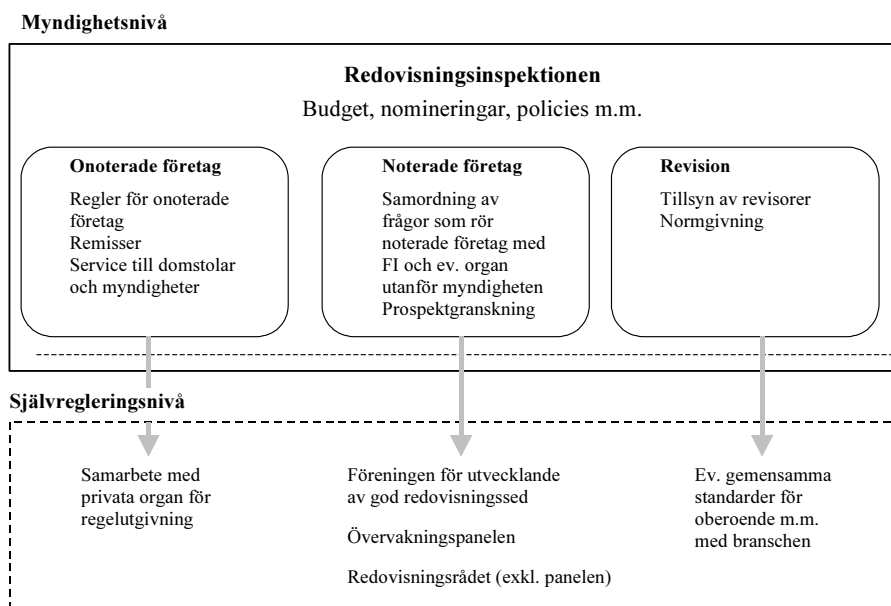 Myndighetsnivå
Redovisningsinspektionen
Budget, nomineringar, policies m.m.
Onoterade företag
Regler för onoterade
företag
Remisser
Service till domstolar
och myndigheter
Noterade företag
Samordning av
frågor som rör
noterade företag med
FI och ev. organ
utanför myndigheten
Prospektgranskning
Revision
Tillsyn av revisorer
Normgivning
Självregleringsnivå
Samarbete med
privata organ för
regelutgivning
Föreningen för utvecklande
av god redovisningssed
Övervakningspanelen
Redovisningsrådet (exkl. panelen)
Ev. gemensamma
standarder för
oberoende m.m.
med branschen